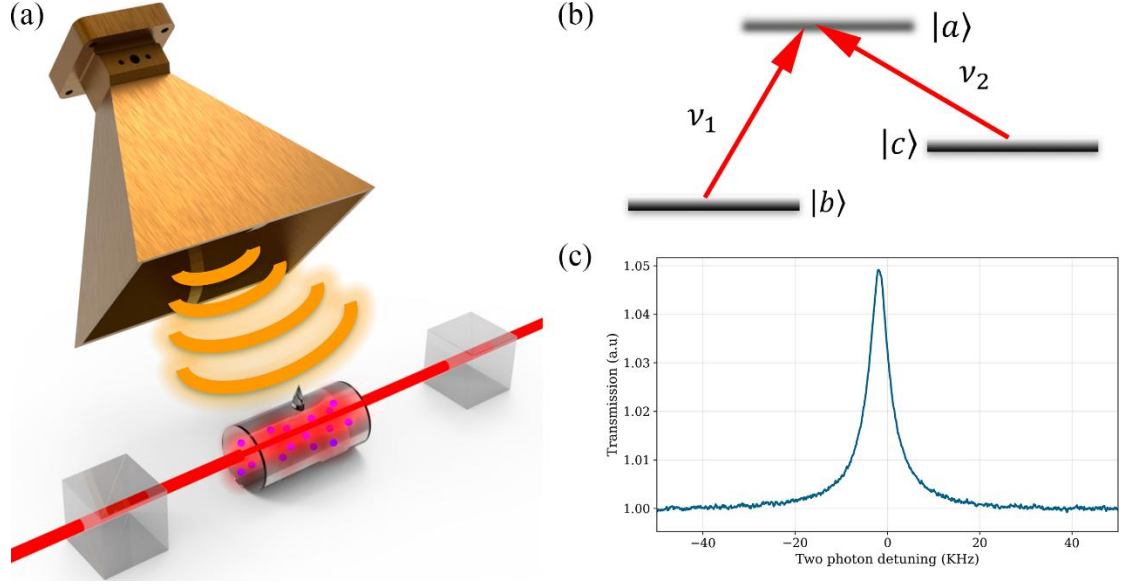 (a)
(b)
|a⟩
ν₁
ν₂
|c⟩
|b⟩
(c)
1.05
1.04
1.03
1.02
1.01
1.00
Transmission (a.u)
−40
−20
0
20
40
Two photon detuning (KHz)